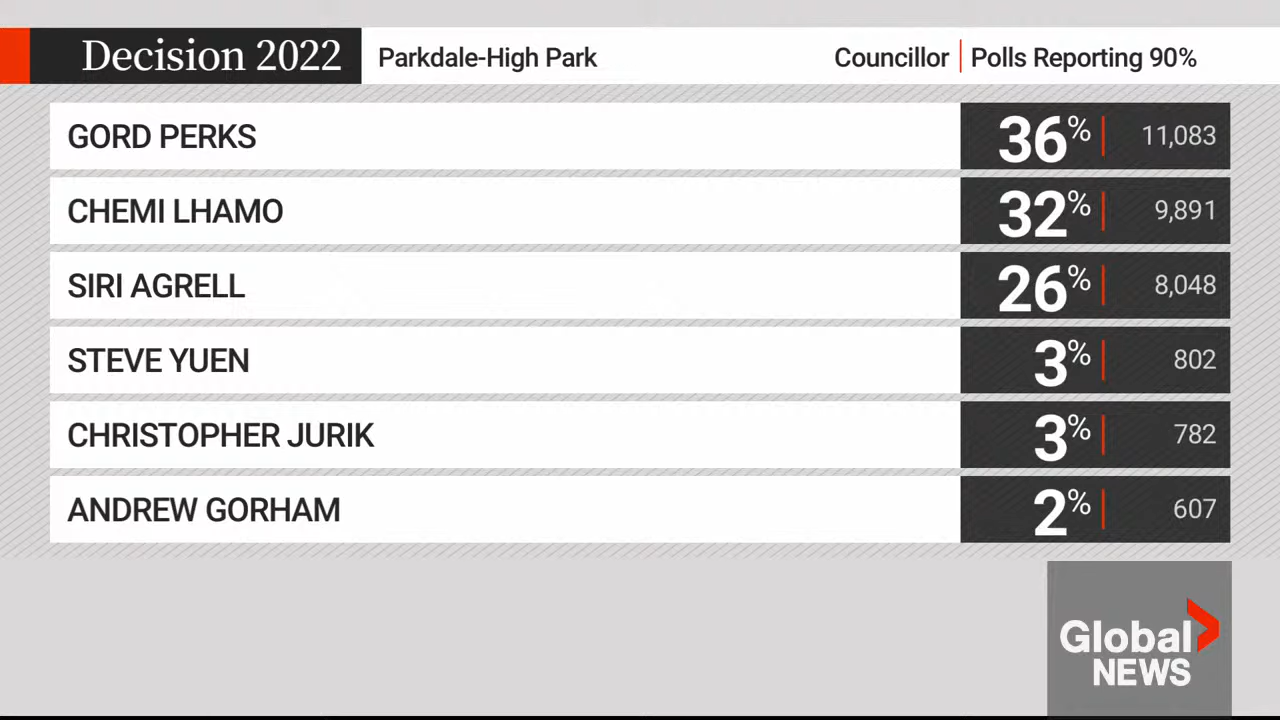 Decision 2022 Parkdale-High Park Councillor Polls Reporting 90%
GORD PERKS 36% 11,083
CHEMI LHAMO 32% 9,891
SIRI AGRELL 26% 8,048
STEVE YUEN 3% 802
CHRISTOPHER JURIK 3% 782
ANDREW GORHAM 2% 607
Global
NEWS